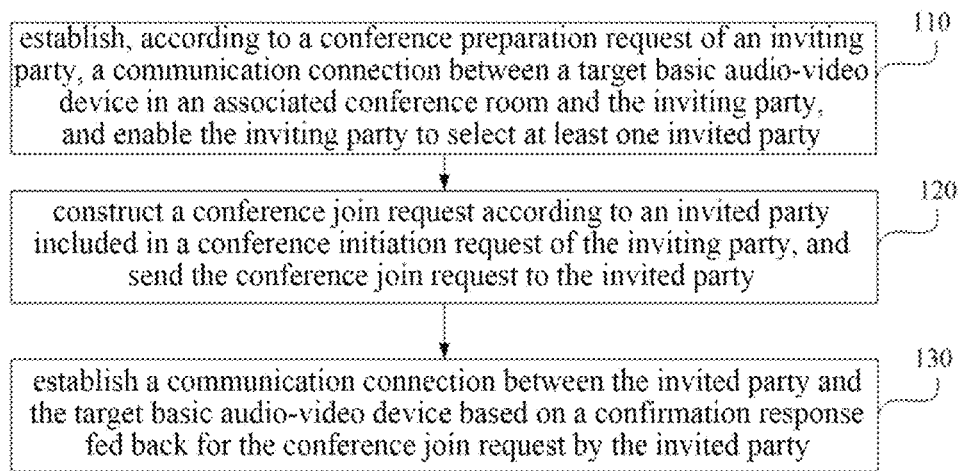 110
establish, according to a conference preparation request of an inviting
party, a communication connection between a target basic audio-video
device in an associated conference room and the inviting party,
and enable the inviting party to select at least one invited party
120
construct a conference join request according to an invited party
included in a conference initiation request of the inviting party, and
send the conference join request to the invited party
130
establish a communication connection between the invited party and
the target basic audio-video device based on a confirmation response
fed back for the conference join request by the invited party